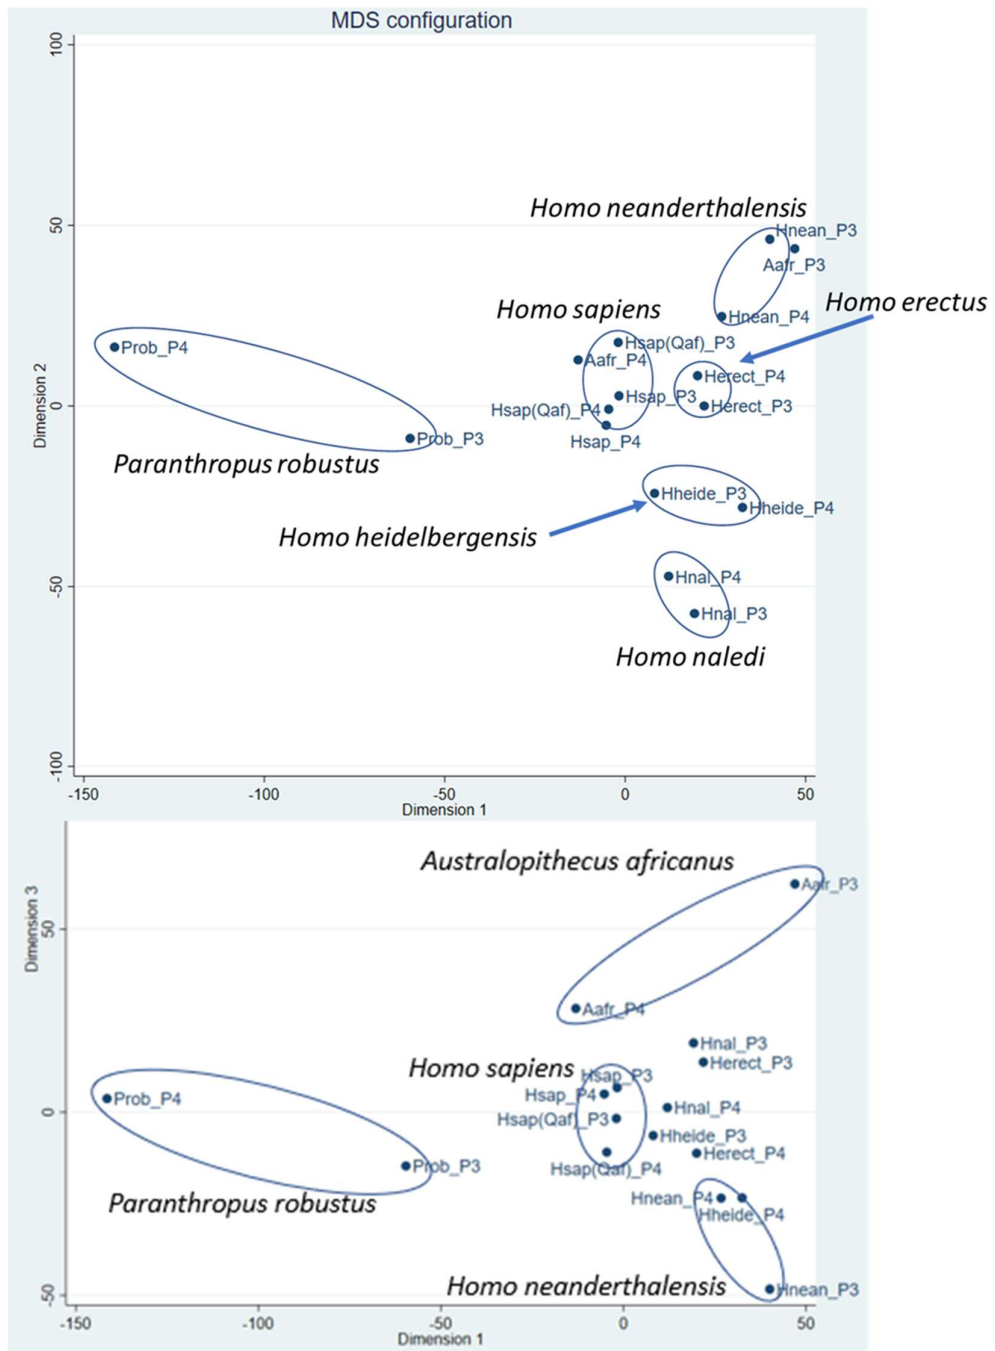 MDS configuration
100
50
0
-50
-100
Dimension 2
Homo neanderthalensis
Hnean_P3
Aafr_P3
Homo sapiens
Homo erectus
Hnean_P4
Hsap(Qaf)_P3
Prob_P4
Aafr_P4
Herect_P4
Hsap_P3
Hsap(Qaf)_P4
Herect_P3
Prob_P3
Hsap_P4
Paranthropus robustus
Hheide_P3
Hheide_P4
Homo heidelbergensis
Hnal_P4
Hnal_P3
Homo naledi
-150
-100
-50
0
50
Dimension 1
Australopithecus africanus
Aafr_P3
Dimension 3
50
0
-50
Aafr_P4
Hnal_P3
Homo sapiens
Hsap_P3
Herect_P3
Prob_P4
Hsap_P4
Hnal_P4
Hsap(Qaf)_P3
Hheide_P3
Herect_P4
Prob_P3
Hsap(Qaf)_P4
Paranthropus robustus
Hnean_P4
Hheide_P4
Homo neanderthalensis
Hnean_P3
-150
-100
-50
0
50
Dimension 1